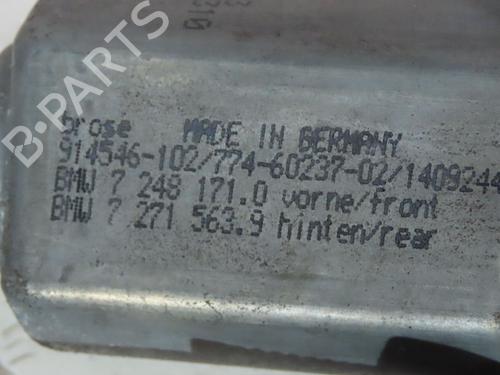 brose MADE IN GERMANY
914546-102/774-60237-02/1409244
BMW 7 248 171.0 vorne/front
BMW 7 271 563.9 hinten/rear
B-PARTS